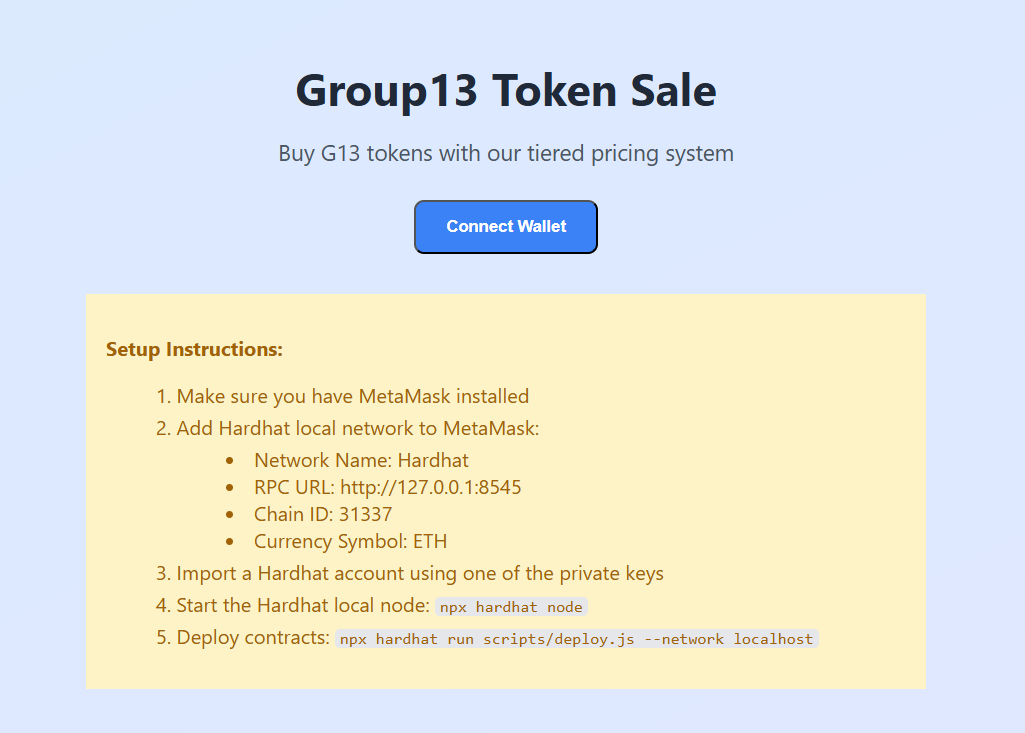 Group13 Token Sale
Buy G13 tokens with our tiered pricing system
Connect Wallet
Setup Instructions:
1. Make sure you have MetaMask installed
2. Add Hardhat local network to MetaMask:
• Network Name: Hardhat
• RPC URL: http://127.0.0.1:8545
• Chain ID: 31337
• Currency Symbol: ETH
3. Import a Hardhat account using one of the private keys
4. Start the Hardhat local node: npx hardhat node
5. Deploy contracts: npx hardhat run scripts/deploy.js --network localhost